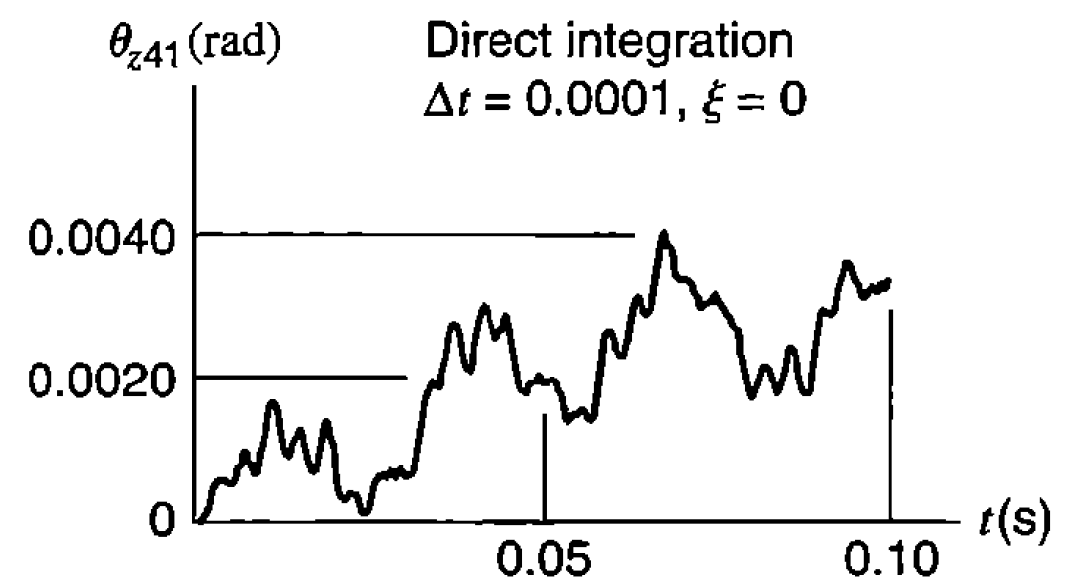 θz41 (rad)
Direct integration
Δt = 0.0001, ξ = 0
0.0040
0.0020
0
0.05
0.10
t(s)